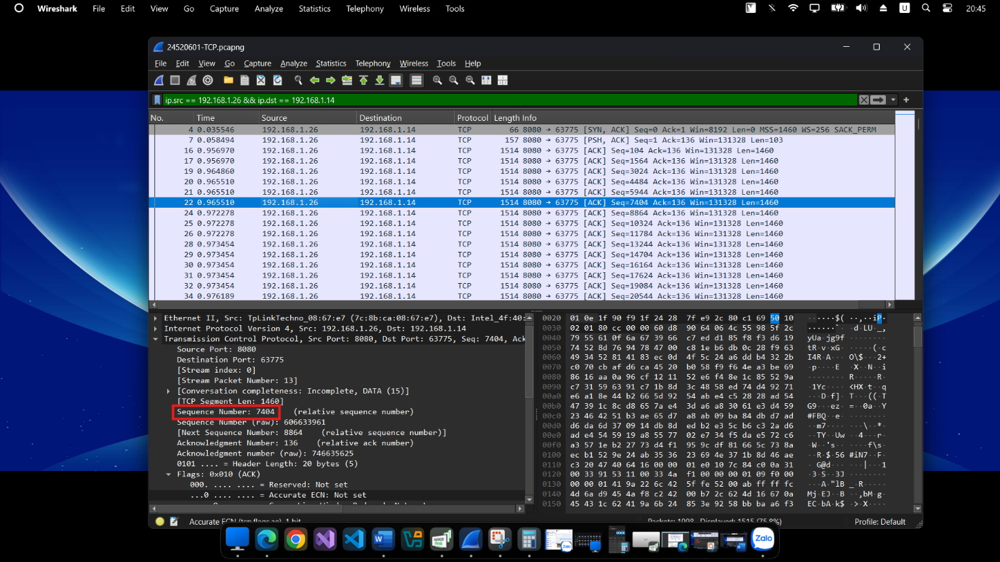 Wireshark File Edit View Go Capture Analyze Statistics Telephony Wireless Tools U 20:45
24520601-TCP.pcapng
File Edit View Go Capture Analyze Statistics Telephony Wireless Tools Help
ip.src == 192.168.1.26 && ip.dst == 192.168.1.14
No. Time Source Destination Protocol Length Info
4 0.035546 192.168.1.26 192.168.1.14 TCP 66 8080 → 63775 [SYN, ACK] Seq=0 Ack=1 Win=8192 Len=0 MSS=1460 WS=256 SACK_PERM
7 0.058494 192.168.1.26 192.168.1.14 TCP 157 8080 → 63775 [PSH, ACK] Seq=1 Ack=136 Win=131328 Len=103
16 0.956970 192.168.1.26 192.168.1.14 TCP 1514 8080 → 63775 [ACK] Seq=104 Ack=136 Win=131328 Len=1460
17 0.956970 192.168.1.26 192.168.1.14 TCP 1514 8080 → 63775 [ACK] Seq=1564 Ack=136 Win=131328 Len=1460
19 0.964860 192.168.1.26 192.168.1.14 TCP 1514 8080 → 63775 [ACK] Seq=3024 Ack=136 Win=131328 Len=1460
20 0.965510 192.168.1.26 192.168.1.14 TCP 1514 8080 → 63775 [ACK] Seq=4484 Ack=136 Win=131328 Len=1460
21 0.965510 192.168.1.26 192.168.1.14 TCP 1514 8080 → 63775 [ACK] Seq=5944 Ack=136 Win=131328 Len=1460
22 0.965510 192.168.1.26 192.168.1.14 TCP 1514 8080 → 63775 [ACK] Seq=7404 Ack=136 Win=131328 Len=1460
24 0.972278 192.168.1.26 192.168.1.14 TCP 1514 8080 → 63775 [ACK] Seq=8864 Ack=136 Win=131328 Len=1460
25 0.972278 192.168.1.26 192.168.1.14 TCP 1514 8080 → 63775 [ACK] Seq=10324 Ack=136 Win=131328 Len=1460
26 0.972278 192.168.1.26 192.168.1.14 TCP 1514 8080 → 63775 [ACK] Seq=11784 Ack=136 Win=131328 Len=1460
28 0.973454 192.168.1.26 192.168.1.14 TCP 1514 8080 → 63775 [ACK] Seq=13244 Ack=136 Win=131328 Len=1460
29 0.973454 192.168.1.26 192.168.1.14 TCP 1514 8080 → 63775 [ACK] Seq=14704 Ack=136 Win=131328 Len=1460
30 0.973454 192.168.1.26 192.168.1.14 TCP 1514 8080 → 63775 [ACK] Seq=16164 Ack=136 Win=131328 Len=1460
31 0.973454 192.168.1.26 192.168.1.14 TCP 1514 8080 → 63775 [ACK] Seq=17624 Ack=136 Win=131328 Len=1460
32 0.973454 192.168.1.26 192.168.1.14 TCP 1514 8080 → 63775 [ACK] Seq=19084 Ack=136 Win=131328 Len=1460
34 0.976189 192.168.1.26 192.168.1.14 TCP 1514 8080 → 63775 [ACK] Seq=20544 Ack=136 Win=131328 Len=1460
Ethernet II, Src: TpLinkTechno_08:67:e7 (7c:8b:ca:08:67:e7), Dst: Intel_4f:40:
Internet Protocol Version 4, Src: 192.168.1.26, Dst: 192.168.1.14
Transmission Control Protocol, Src Port: 8080, Dst Port: 63775, Seq: 7404, Ack
Source Port: 8080
Destination Port: 63775
[Stream index: 0]
[Stream Packet Number: 13]
[Conversation completeness: Incomplete, DATA (15)]
[TCP Segment Len: 1460]
Sequence Number: 7404 (relative sequence number)
Sequence Number (raw): 606633961
[Next Sequence Number: 8864 (relative sequence number)]
Acknowledgment Number: 136 (relative ack number)
Acknowledgment number (raw): 746635625
0101 .... = Header Length: 20 bytes (5)
Flags: 0x010 (ACK)
000. .... .... = Reserved: Not set
...0 .... .... = Accurate ECN: Not set
0020 01 0e 1f 90 f9 1f 24 28 7f e9 2c 80 c1 69 50 10
0030 02 01 80 cc 00 00 60 d8 90 64 06 4c 55 98 5f 2c
0040 79 55 61 0f 6a 67 39 66 c7 ed d1 85 f8 f3 d6 19
0050 74 52 8d 76 94 78 47 00 c8 1e b6 db 0c 28 f9 63
0060 49 34 52 81 41 83 ec 0d 4f 5c 24 a6 dd b4 32 2b
0070 c0 70 cb af d6 ca 45 20 b0 58 f9 f6 4e a3 be 69
0080 86 16 aa 0a 96 cf 12 11 52 e6 f4 8e 1c 85 52 9a
0090 c7 31 59 63 91 c7 1b 8d 3c 48 58 ed 74 d4 92 71
00a0 e6 a1 8e 44 b2 66 5d 92 54 ab e4 c5 28 28 ad 54
00b0 47 39 1c 8c d8 65 7a e4 3d a6 a8 30 61 e3 d4 59
00c0 23 46 42 51 b3 ae 65 d7 a8 ab 09 ba 84 db d7 ad
00d0 d6 da 6d 37 09 14 db 8d ed b2 e3 5c b6 c3 2a d6
00e0 ad e4 54 59 19 a8 55 77 02 e7 34 f5 da e5 72 c6
00f0 a3 57 1e b2 27 73 d4 f1 95 9c df 81 66 5c 73 8a
0100 ec b1 52 9e 24 ab 35 36 23 69 4e 37 1b 8d 46 ae
0110 c3 20 47 40 64 16 00 00 01 e0 10 7c 84 c0 0a 31
0120 00 33 91 53 11 00 33 4a f1 00 00 00 01 09 f0 00
0130 00 00 01 41 9a 22 6c 42 5f fe 52 00 ab ff ff fc
0140 4d 6a d9 45 4a f8 c2 42 00 b7 2c 62 4d 16 67 0a
0150 45 43 1c 62 41 9a 6b 24 85 3e 92 58 bb ba a6 f3
Accurate ECN (tcp.flags.ae), 1 bit Packets: 1998 · Displayed: 1515 (75.8%) Profile: Default
Zalo